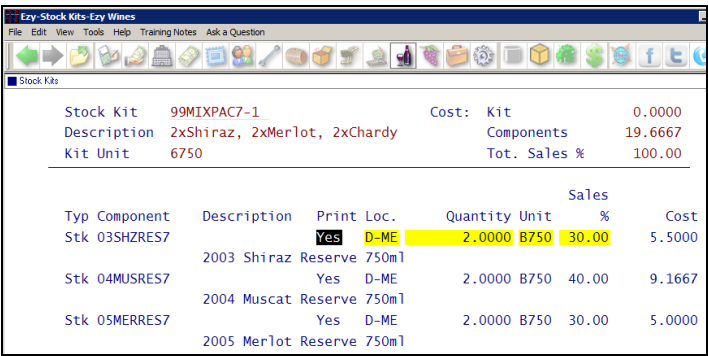 Ezy-Stock Kits-Ezy Wines
File Edit View Tools Help Training Notes Ask a Question
Stock Kits
Stock Kit 99MIXPAC7-1 Cost: Kit 0.0000
Description 2xShiraz, 2xMerlot, 2xChardy Components 19.6667
Kit Unit 6750 Tot. Sales % 100.00
Sales
Typ Component Description Print Loc. Quantity Unit % Cost
Stk 03SHZRES7 Yes D-ME 2.0000 B750 30.00 5.5000
2003 Shiraz Reserve 750ml
Stk 04MUSRES7 Yes D-ME 2.0000 B750 40.00 9.1667
2004 Muscat Reserve 750ml
Stk 05MERRES7 Yes D-ME 2.0000 B750 30.00 5.0000
2005 Merlot Reserve 750ml